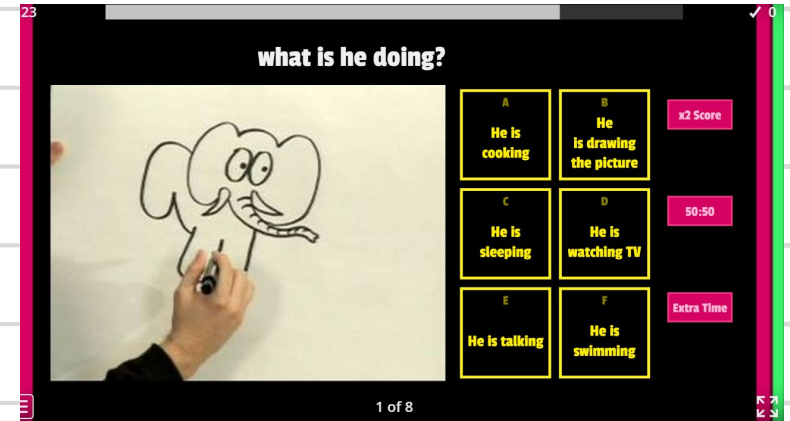 23
✓ 0
what is he doing?
A
He is
cooking
B
He
is drawing
the picture
x2 Score
C
He is
sleeping
D
He is
watching TV
50:50
E
He is talking
F
He is
swimming
Extra Time
1 of 8